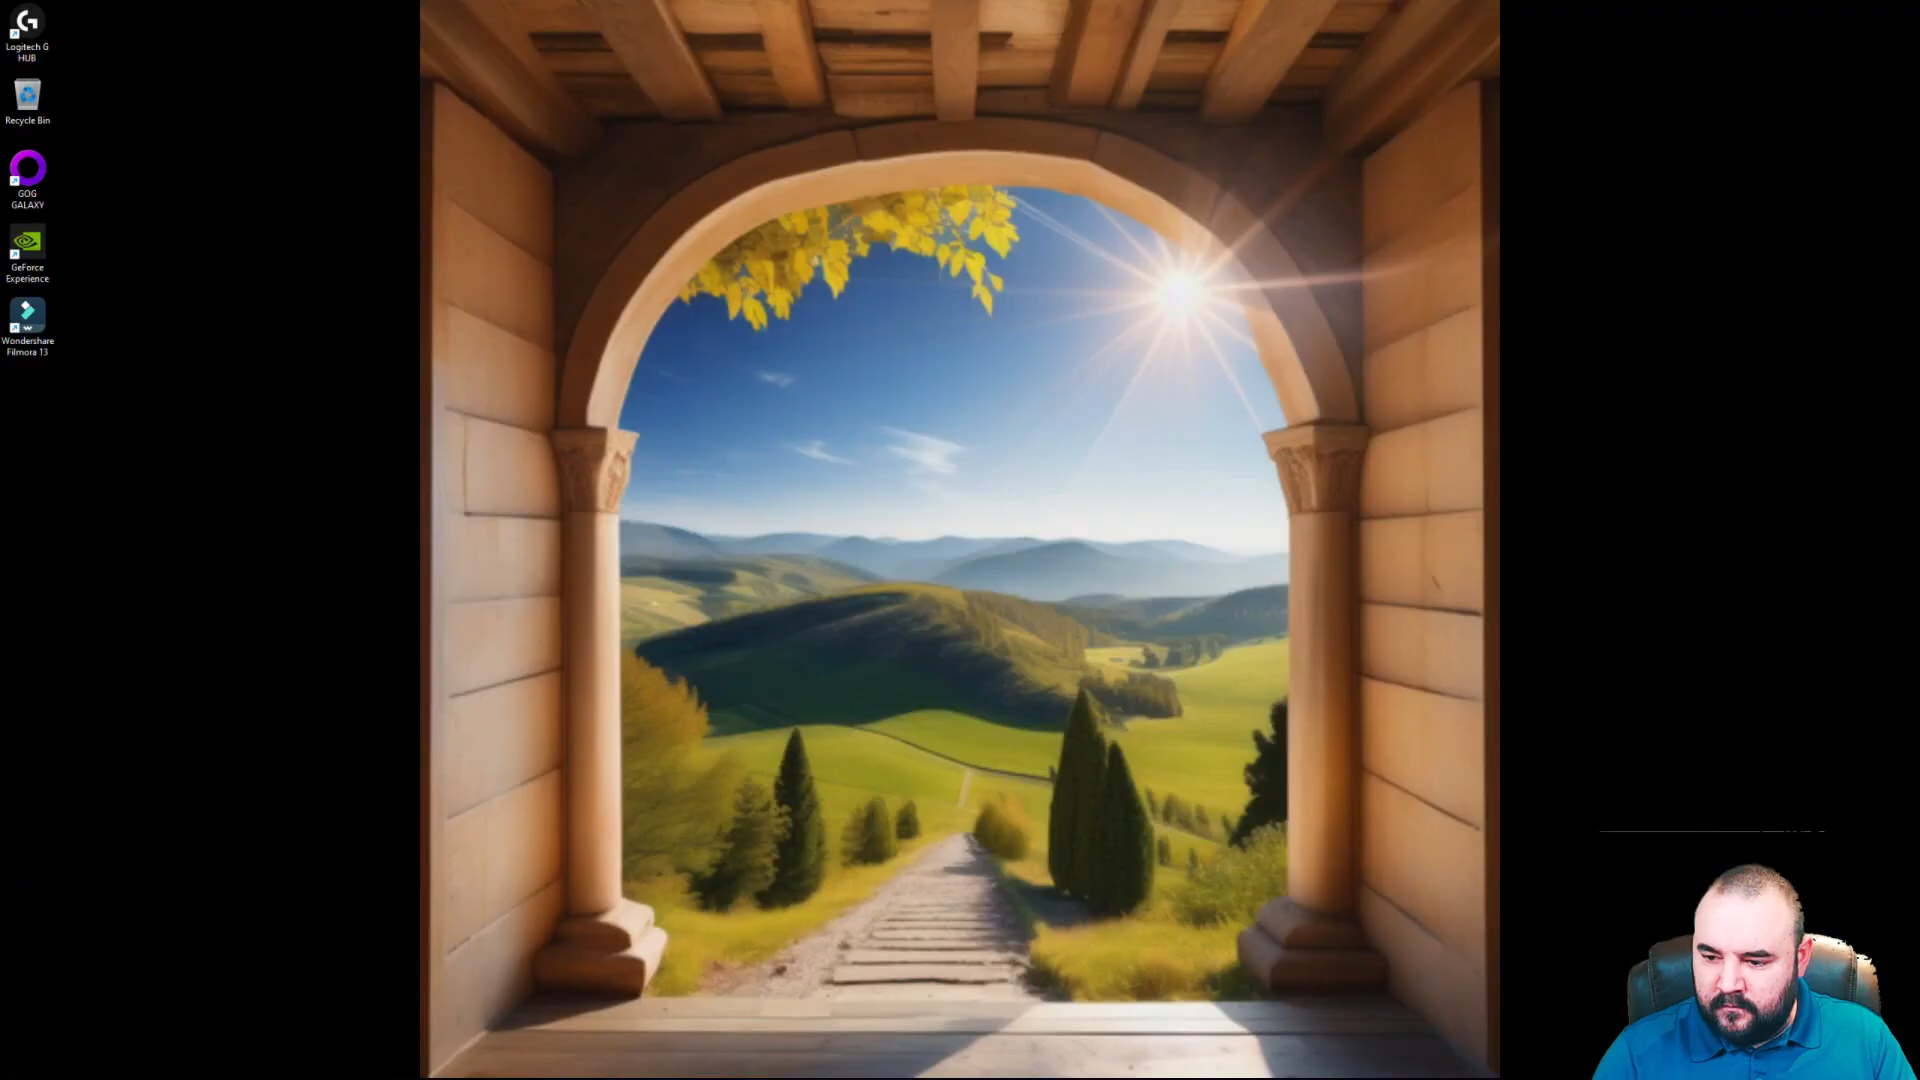 Logitech G
HUB
Recycle Bin
GOG
GALAXY
GeForce
Experience
Wondershare
Filmora 13